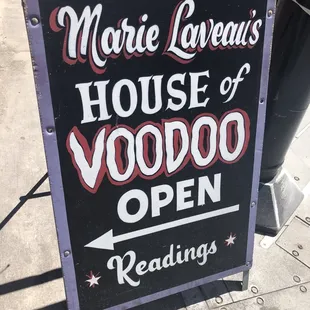 Marie Laveau's
HOUSE of
VOODOO
OPEN
Readings